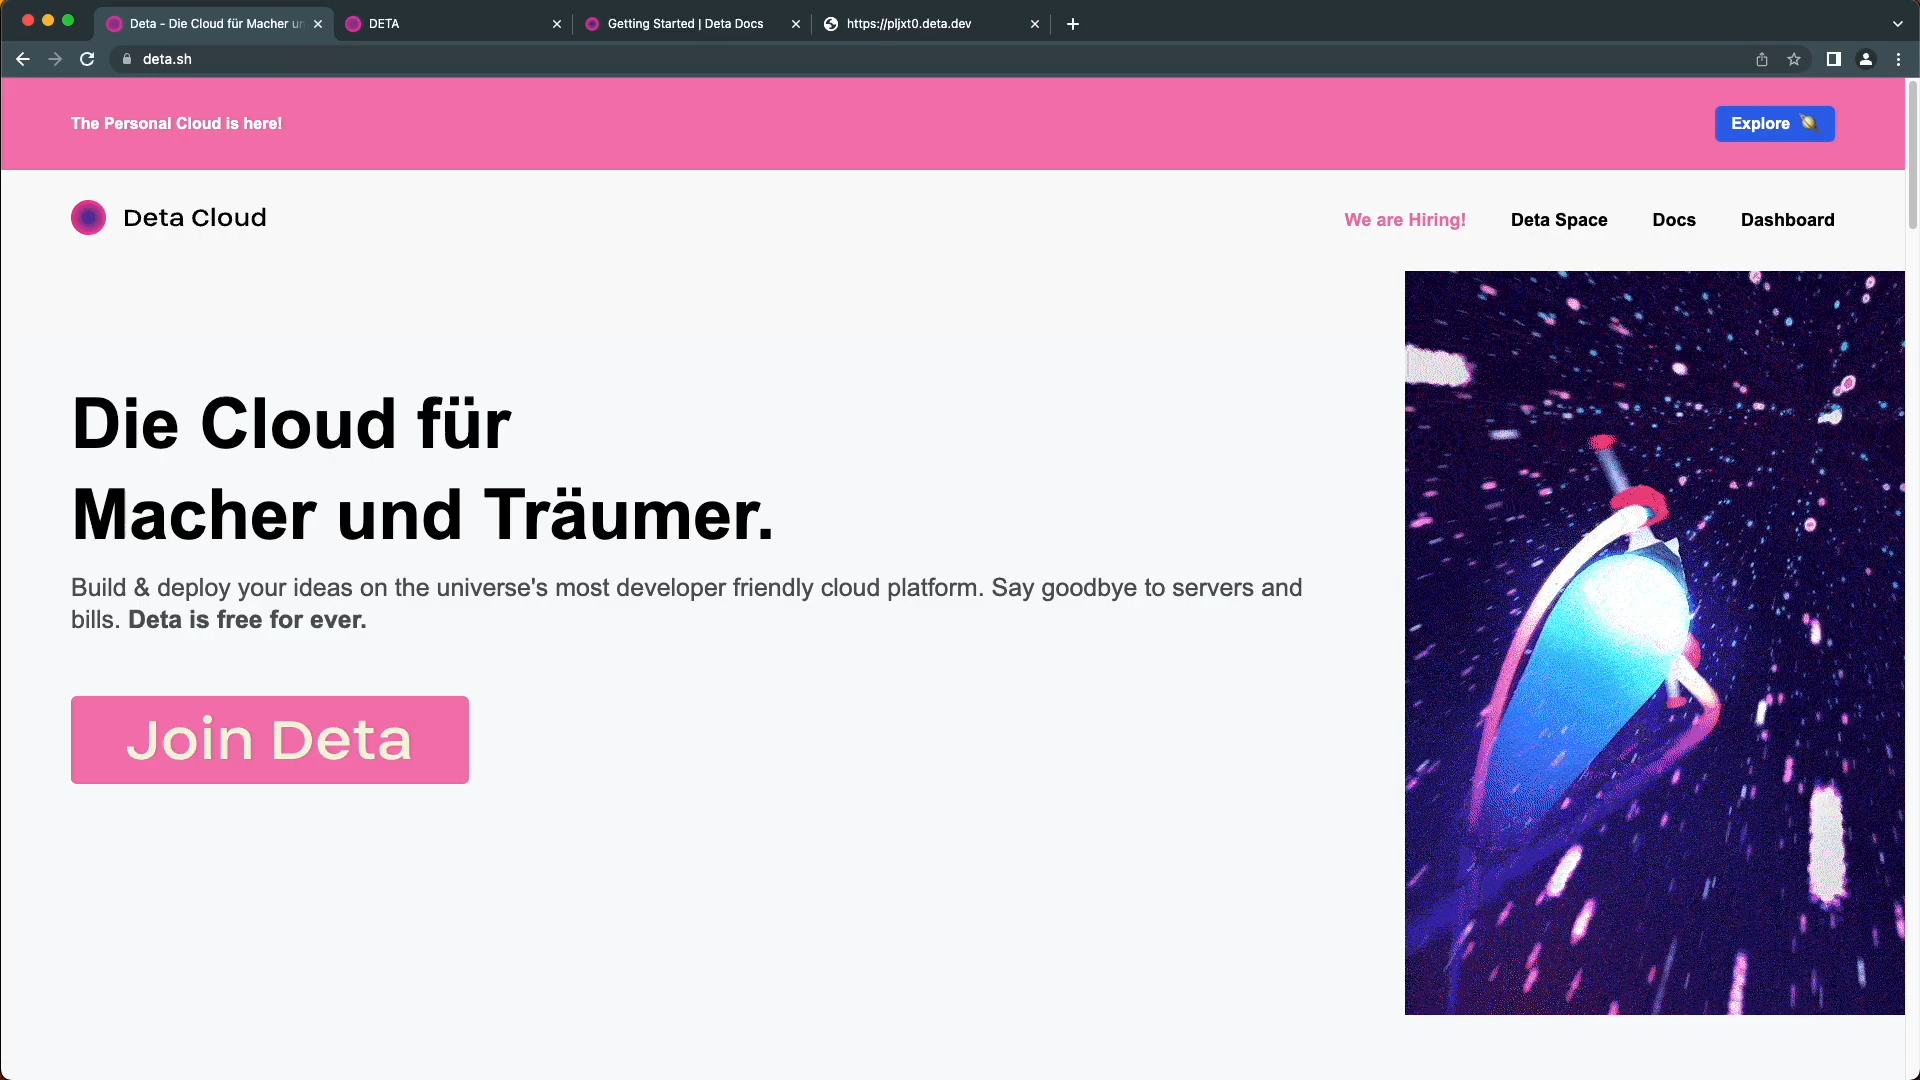 Deta - Die Cloud für Macher un
DETA
Getting Started | Deta Docs
https://pljxt0.deta.dev
deta.sh
The Personal Cloud is here!
Explore
Deta Cloud
We are Hiring!
Deta Space
Docs
Dashboard
Die Cloud für
Macher und Träumer.
Build & deploy your ideas on the universe's most developer friendly cloud platform. Say goodbye to servers and
bills. Deta is free for ever.
Join Deta